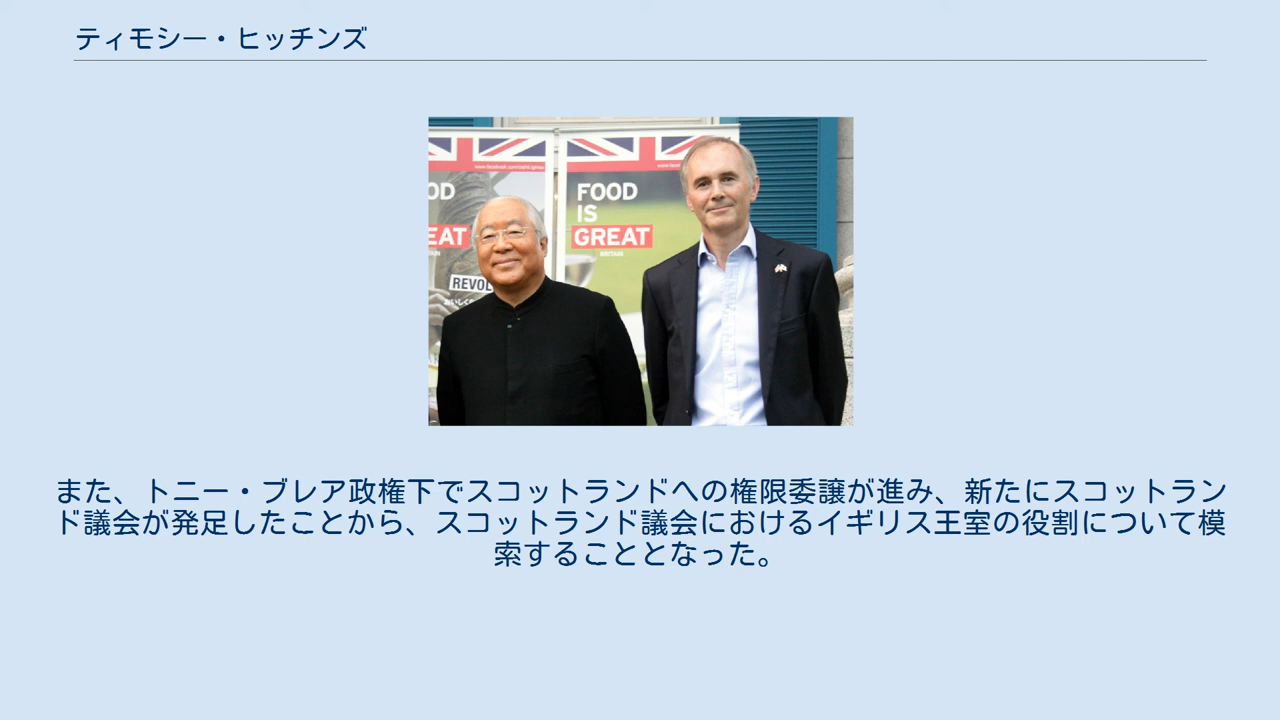 ティモシー・ヒッチンズ
FOOD
IS
GREAT
BRITAIN
OD
EAT
REVOL
また、トニー・ブレア政権下でスコットランドへの権限委譲が進み、新たにスコットラン
ド議会が発足したことから、スコットランド議会におけるイギリス王室の役割について模
索することとなった。